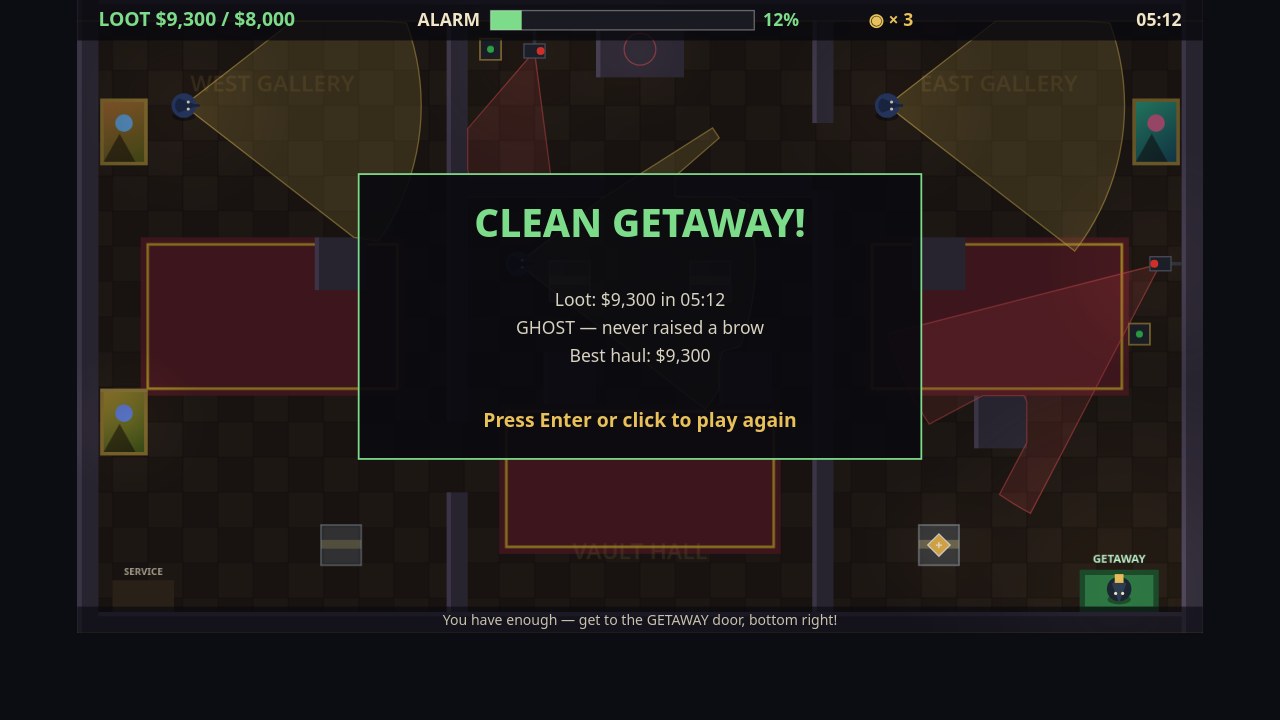 LOOT $9,300 / $8,000
ALARM 12%
◉ × 3
05:12
WEST GALLERY
EAST GALLERY
CLEAN GETAWAY!
Loot: $9,300 in 05:12
GHOST — never raised a brow
Best haul: $9,300
Press Enter or click to play again
VAULT HALL
SERVICE
GETAWAY
You have enough — get to the GETAWAY door, bottom right!